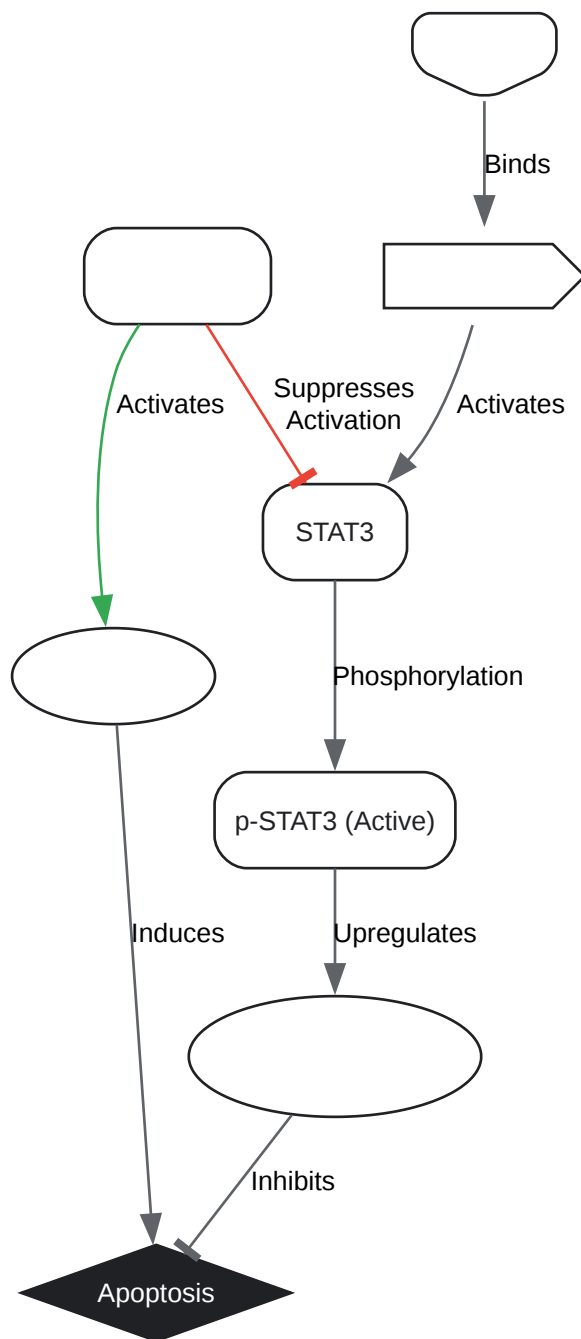 Binds
Activates
Suppresses
Activation
Activates
STAT3
Phosphorylation
p-STAT3 (Active)
Induces
Upregulates
Inhibits
Apoptosis